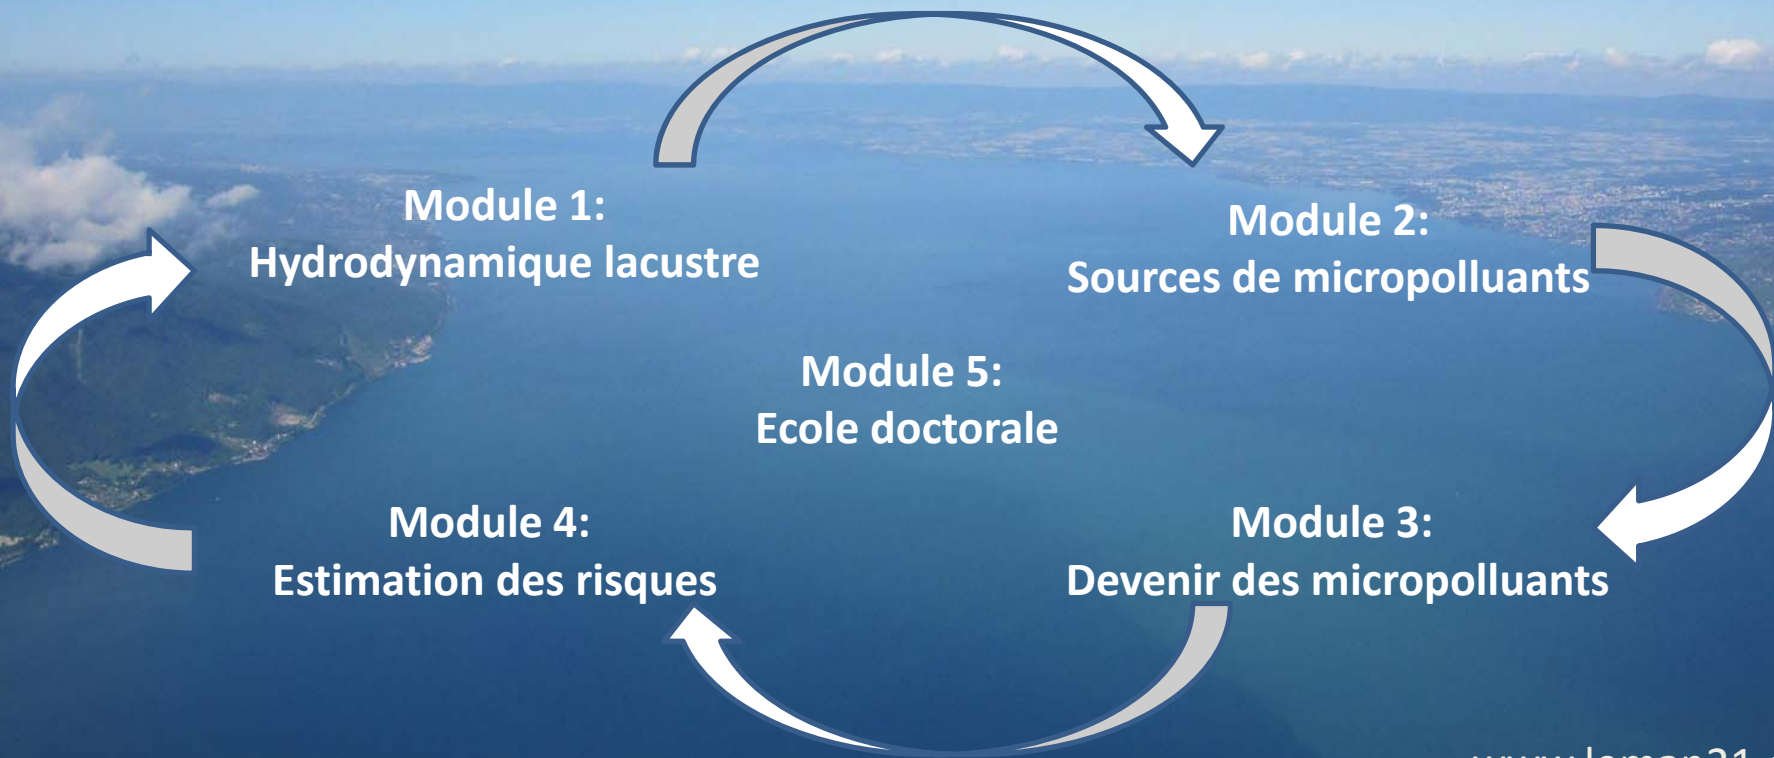 Module 1:
Hydrodynamique lacustre
Module 2:
Sources de micropolluants
Module 5:
Ecole doctorale
Module 4:
Estimation des risques
Module 3:
Devenir des micropolluants